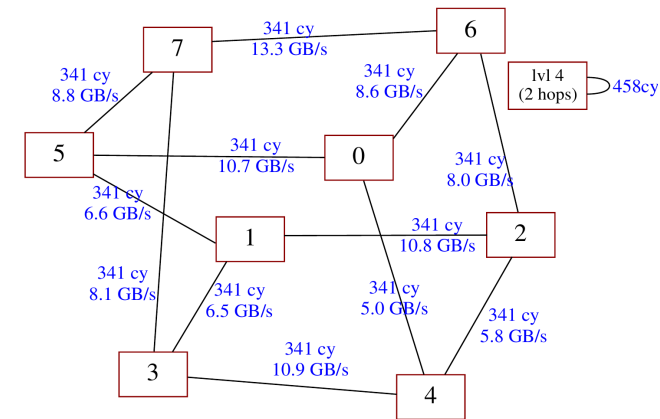 341 cy
13.3 GB/s
6
7
341 cy
8.8 GB/s
341 cy
8.6 GB/s
lvl 4
(2 hops)
458cy
5
341 cy
10.7 GB/s
0
341 cy
8.0 GB/s
341 cy
6.6 GB/s
1
341 cy
10.8 GB/s
2
341 cy
8.1 GB/s
341 cy
6.5 GB/s
341 cy
5.0 GB/s
341 cy
5.8 GB/s
3
341 cy
10.9 GB/s
4